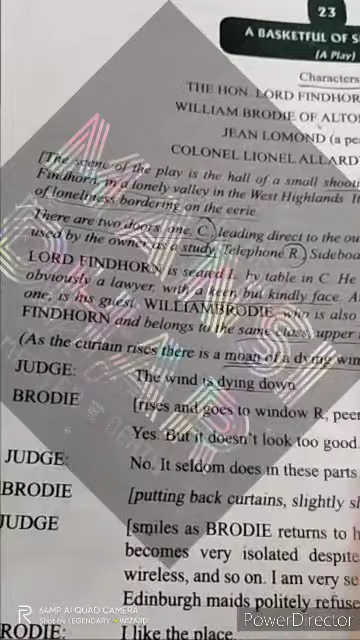 23
A BASKETFUL OF S
[A Play]
Characters
THE HON. LORD FINDHOR
WILLIAM BRODIE OF ALTO
JEAN LOMOND (a pe
COLONEL LIONEL ALLARD
[The scene of the play is the hall of a small shooti
Findhorn, in a lonely valley in the West Highlands. It
of loneliness bordering on the eerie.
There are two doors, one, C, leading direct to the ou
used by the owner as a study. Telephone R. Sideboa
LORD FINDHORN is seated L. by table in C. He
obviously a lawyer, with a keen but kindly face. A
one, is his guest, WILLIAM BRODIE, who is also
FINDHORN and belongs to the same class, upper
(As the curtain rises there is a moan of a dying win
JUDGE: The wind is dying down
BRODIE [rises and goes to window R, peer
Yes. But it doesn't look too good
JUDGE: No. It seldom does in these parts
BRODIE [putting back curtains, slightly sh
JUDGE [smiles as BRODIE returns to h
becomes very isolated despite
wireless, and so on. I am very se
Edinburgh maids politely refuse
RODIE: I like the place.
64MP AI QUAD CAMERA
Shot by LEGENDARY WIZARD
PowerDirector